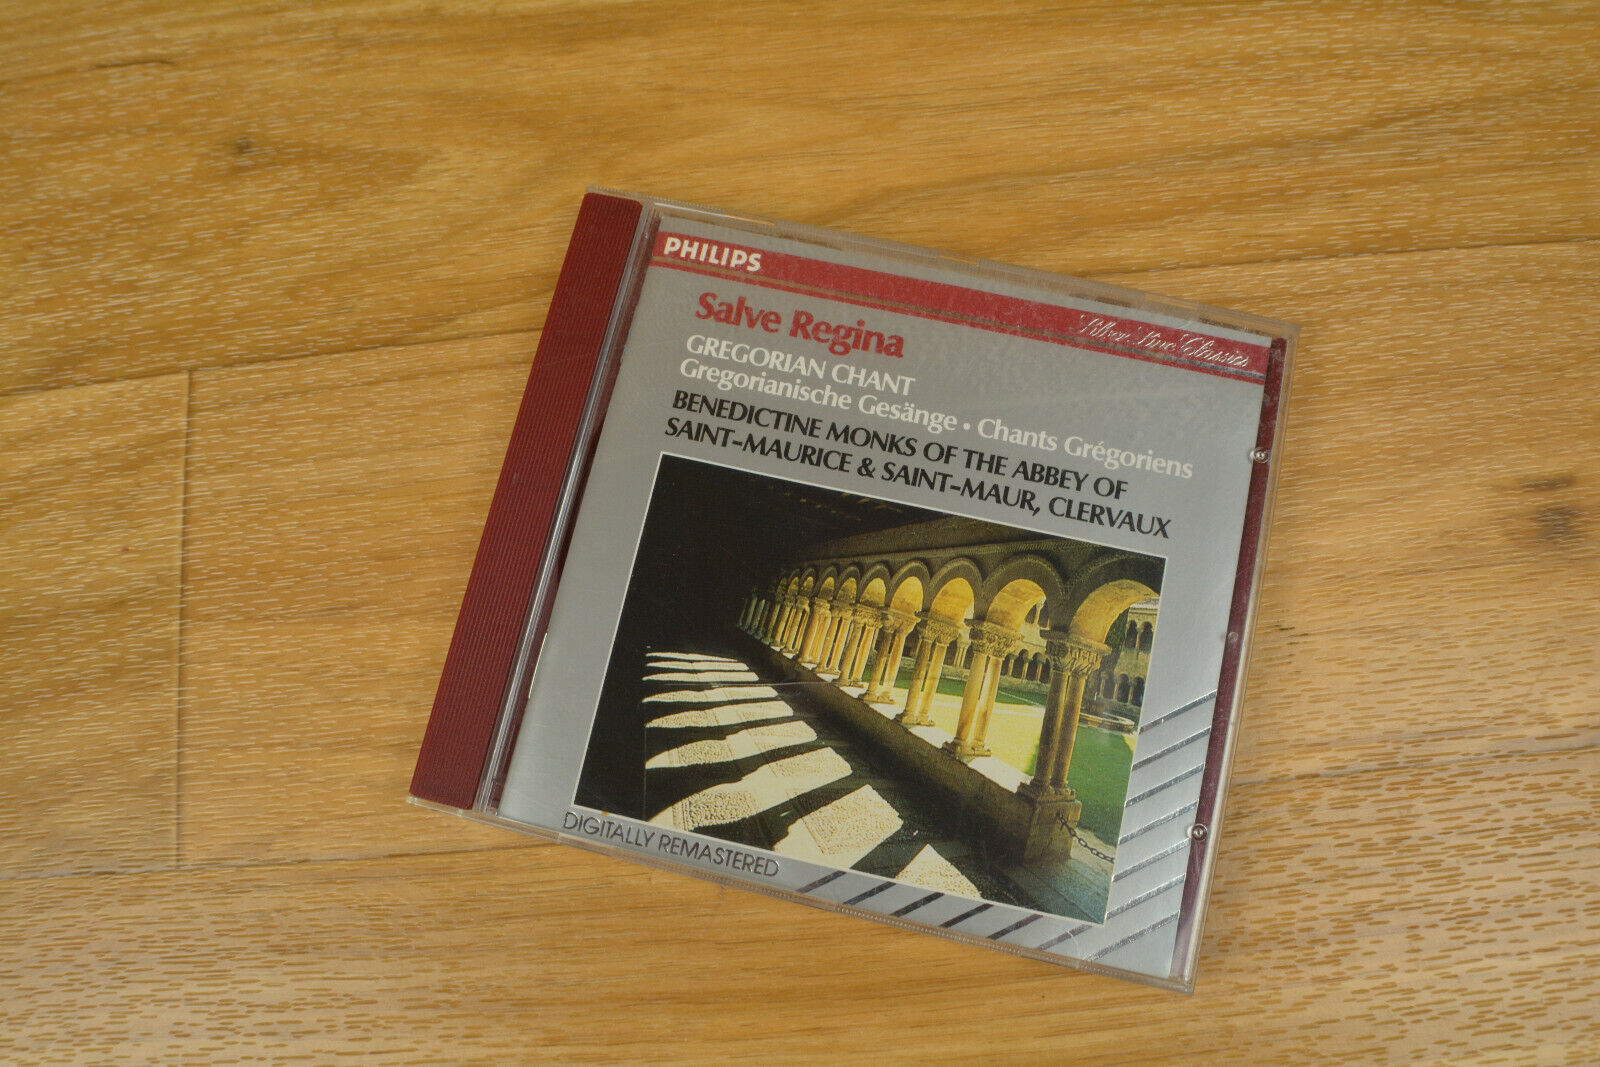 PHILIPS
Silver Line Classics
Salve Regina
GREGORIAN CHANT
Gregorianische Gesänge • Chants Grégoriens
BENEDICTINE MONKS OF THE ABBEY OF
SAINT-MAURICE & SAINT-MAUR, CLERVAUX
DIGITALLY REMASTERED